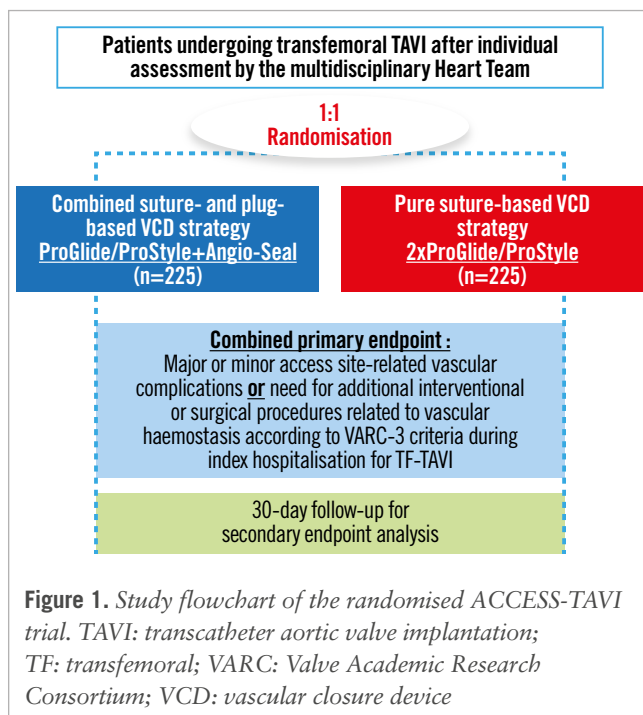 Patients undergoing transfemoral TAVI after individual
assessment by the multidisciplinary Heart Team
1:1
Randomisation
Combined suture- and plug-
based VCD strategy
ProGlide/ProStyle+Angio-Seal
(n=225)
Pure suture-based VCD
strategy
2xProGlide/ProStyle
(n=225)
Combined primary endpoint :
Major or minor access site-related vascular
complications or need for additional interventional
or surgical procedures related to vascular
haemostasis according to VARC-3 criteria during
index hospitalisation for TF-TAVI
30-day follow-up for
secondary endpoint analysis
Figure 1. Study flowchart of the randomised ACCESS-TAVI
trial. TAVI: transcatheter aortic valve implantation;
TF: transfemoral; VARC: Valve Academic Research
Consortium; VCD: vascular closure device